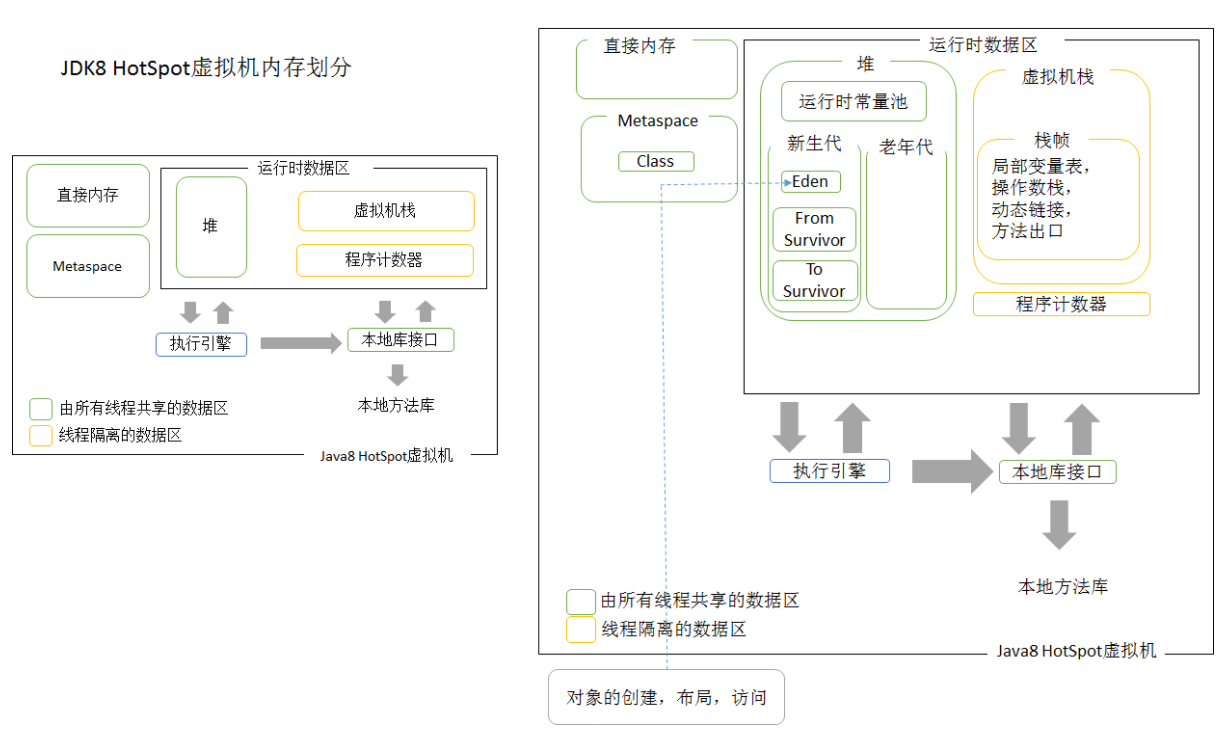 JDK8 HotSpot虚拟机内存划分
运行时数据区
直接内存
堆
虚拟机栈
Metaspace
程序计数器
执行引擎
本地库接口
本地方法库
由所有线程共享的数据区
线程隔离的数据区
Java8 HotSpot虚拟机
直接内存
运行时数据区
堆
虚拟机栈
运行时常量池
Metaspace
Class
新生代
老年代
栈帧
局部变量表,
操作数栈,
动态链接,
方法出口
Eden
From
Survivor
To
Survivor
程序计数器
执行引擎
本地库接口
本地方法库
由所有线程共享的数据区
线程隔离的数据区
Java8 HotSpot虚拟机
对象的创建，布局，访问